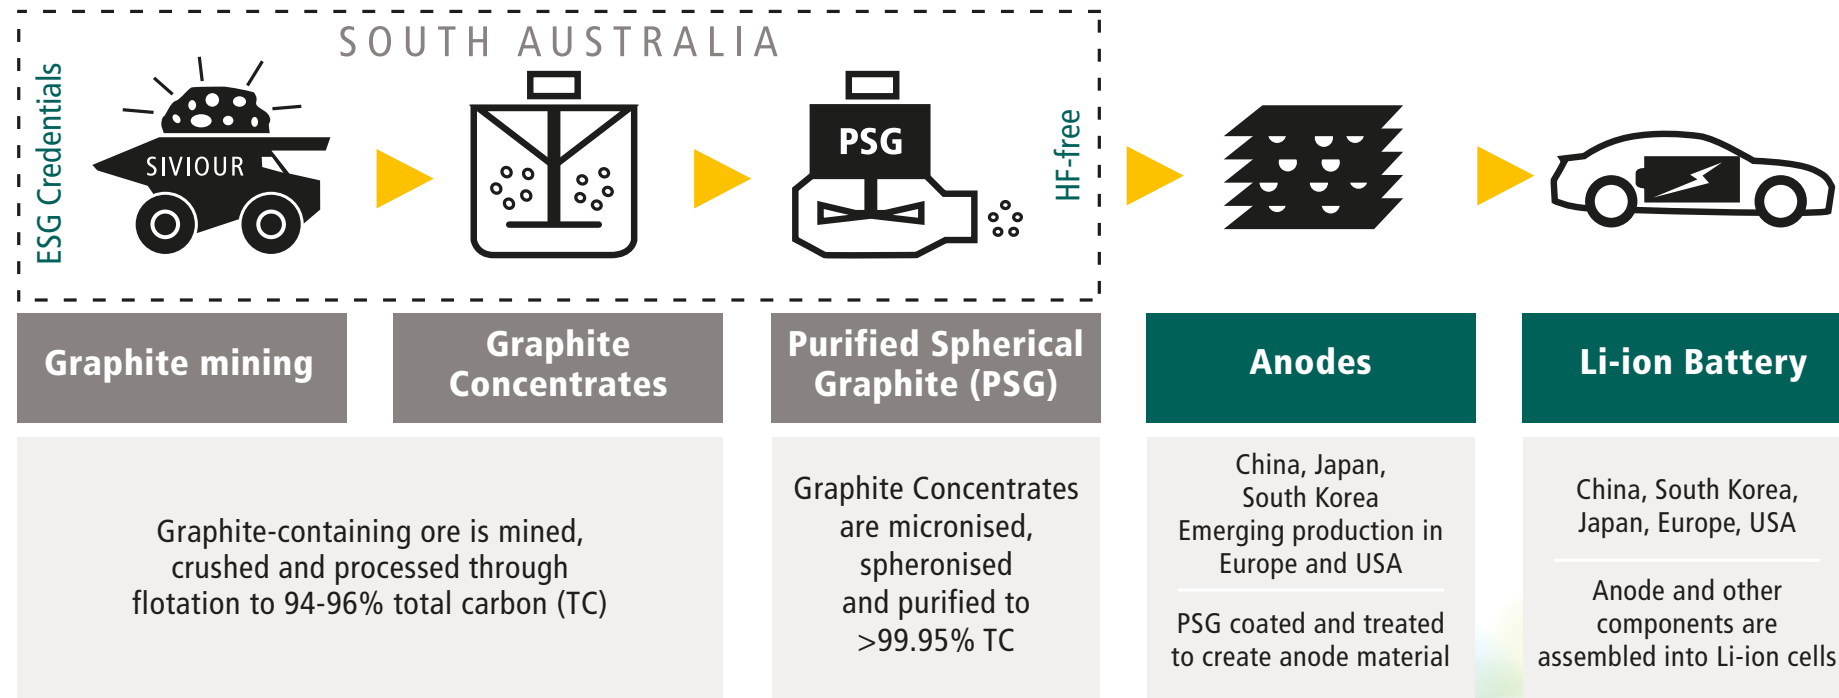 SOUTH AUSTRALIA
ESG Credentials
SIVIOUR
PSG
HF-free
Graphite mining
Graphite
Concentrates
Purified Spherical
Graphite (PSG)
Anodes
Li-ion Battery
Graphite-containing ore is mined,
crushed and processed through
flotation to 94-96% total carbon (TC)
Graphite Concentrates
are micronised,
spheronised
and purified to
>99.95% TC
China, Japan,
South Korea
Emerging production in
Europe and USA
PSG coated and treated
to create anode material
China, South Korea,
Japan, Europe, USA
Anode and other
components are
assembled into Li-ion cells